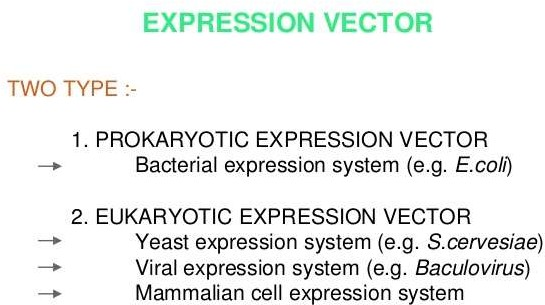 EXPRESSION VECTOR
TWO TYPE :-
1. PROKARYOTIC EXPRESSION VECTOR
→ Bacterial expression system (e.g. E.coli)
2. EUKARYOTIC EXPRESSION VECTOR
→ Yeast expression system (e.g. S.cervesiae)
→ Viral expression system (e.g. Baculovirus)
→ Mammalian cell expression system